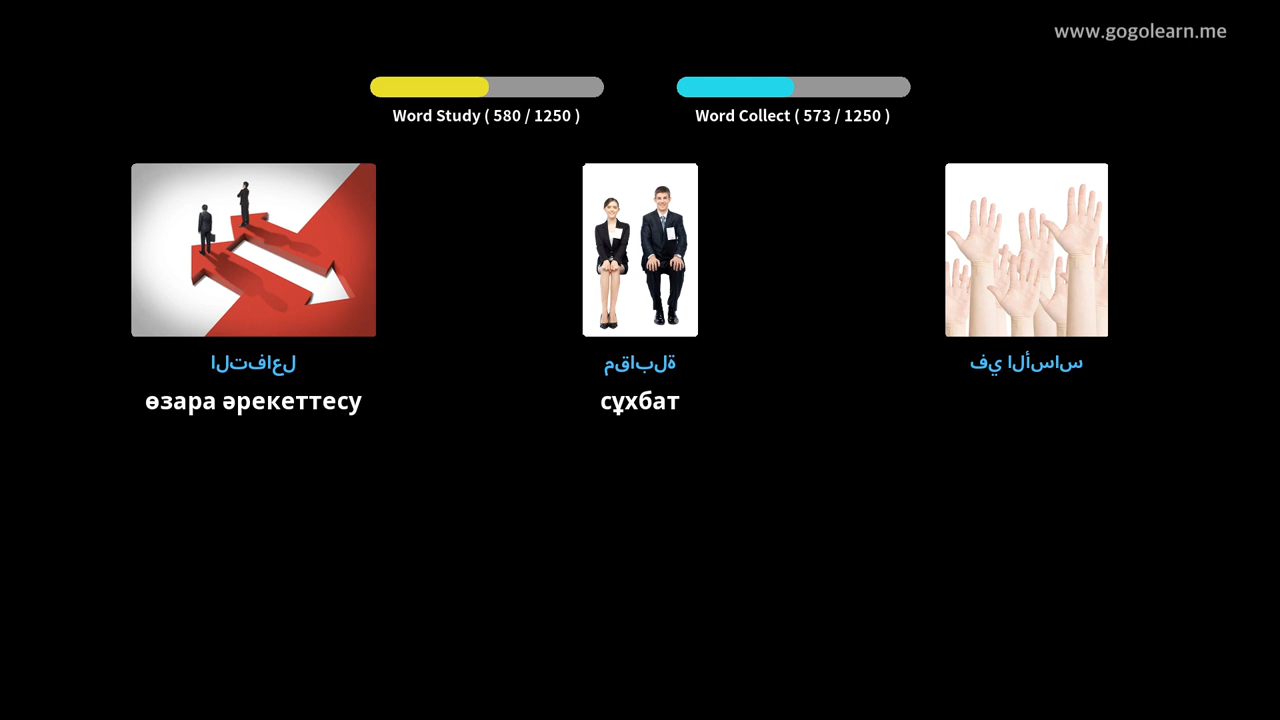 www.gogolearn.me
Word Study ( 580 / 1250 )
Word Collect ( 573 / 1250 )
التفاعل
مقابلة
في الأساس
өзара әрекеттесу
сұхбат